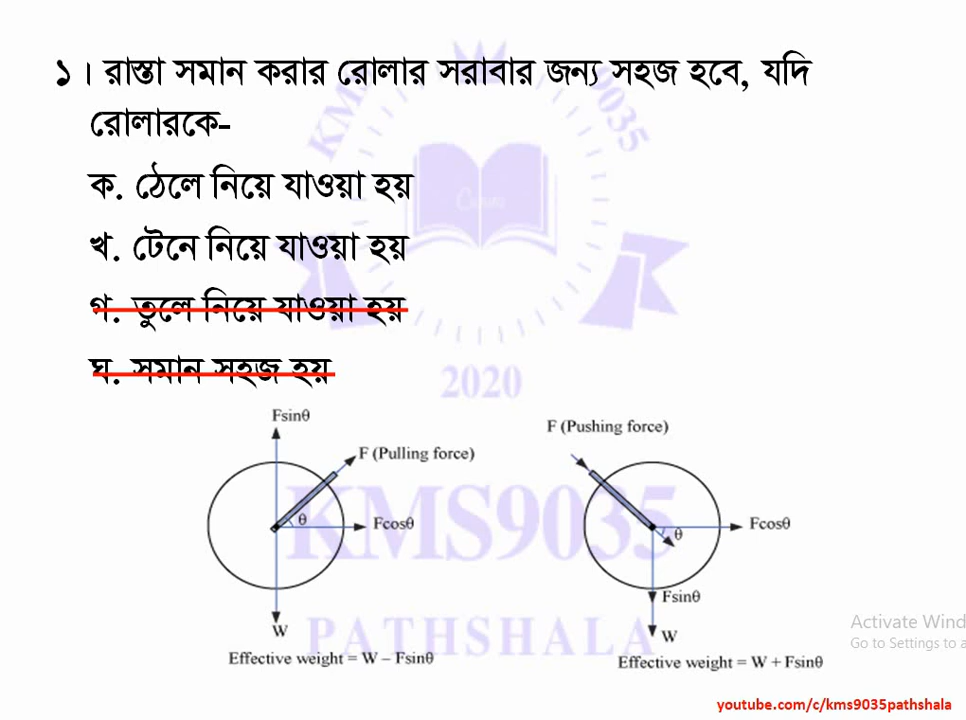 ১। রাস্তা সমান করার রোলার সরাবার জন্য সহজ হবে, যদি
রোলারকে-
ক. ঠেলে নিয়ে যাওয়া হয়
খ. টেনে নিয়ে যাওয়া হয়
গ. তুলে নিয়ে যাওয়া হয়
ঘ. সমান সহজ হয়
KMS9035
2020
Fsinθ
F (Pulling force)
θ
Fcosθ
W
Effective weight = W – Fsinθ
F (Pushing force)
Fcosθ
θ
Fsinθ
W
Effective weight = W + Fsinθ
KMS9035
PATHSHALA
Activate Wind
Go to Settings to a
youtube.com/c/kms9035pathshala